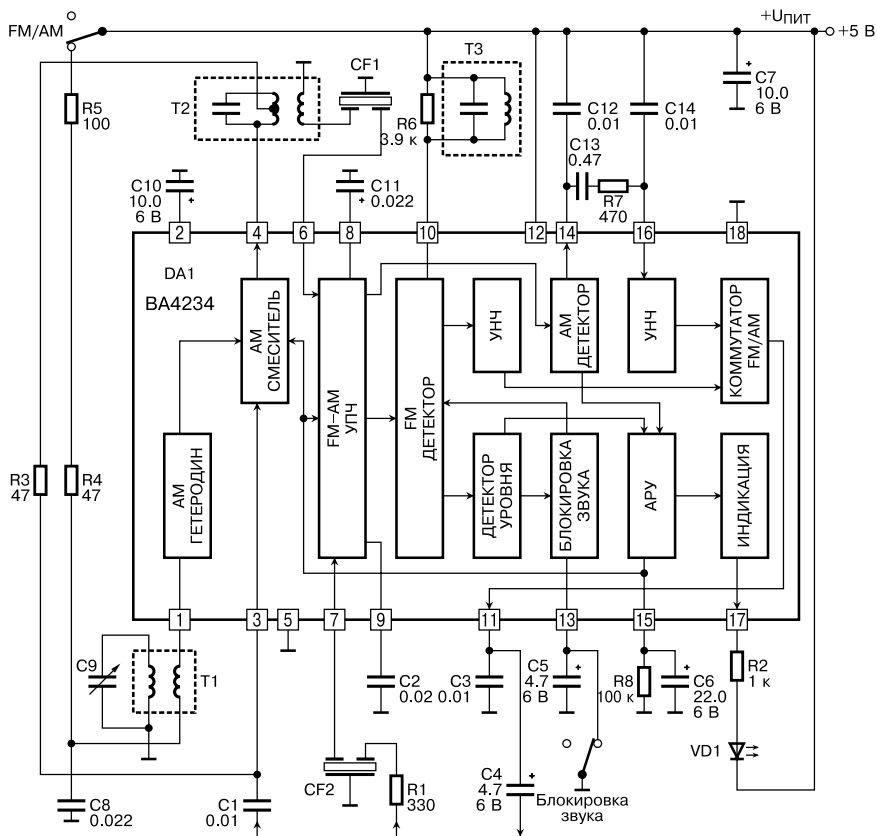 FM/AM
+Uпит
+5 В
R5
100
T2
CF1
R6
3.9 к
T3
C12
0.01
C14
0.01
C7
10.0
6 В
C13
0.47
R7
470
C10
10.0
6 В
C11
0.022
2
4
6
8
10
12
14
16
18
DA1
BA4234
АМ
СМЕСИТЕЛЬ
FM–АМ
УПЧ
FM
ДЕТЕКТОР
УНЧ
АМ
ДЕТЕКТОР
УНЧ
КОММУТАТОР
FM/AM
АМ
ГЕТЕРОДИН
ДЕТЕКТОР
УРОВНЯ
БЛОКИРОВКА
ЗВУКА
АРУ
ИНДИКАЦИЯ
R3
47
R4
47
1
3
5
7
9
11
13
15
17
C9
T1
C2
0.02
C3
0.01
C5
4.7
6 В
R8
100 к
C6
22.0
6 В
R2
1 к
VD1
C8
0.022
C1
0.01
CF2
R1
330
C4
4.7
6 В
Блокировка
звука